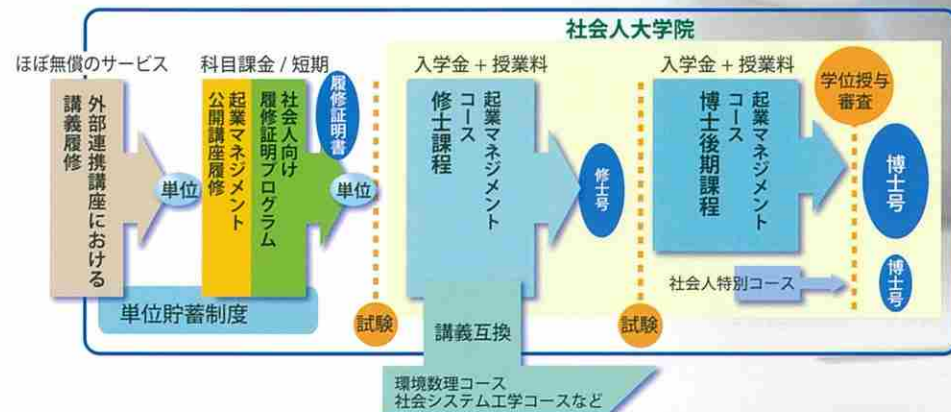 社会人大学院
ほぼ無償のサービス
外部連携講座における
講義履修
単位
科目課金 / 短期
社会人向け
履修証明プログラム
起業マネジメント
公開講座履修
履修証明書
単位
単位貯蓄制度
試験
入学金 + 授業料
起業マネジメント
コース
修士課程
修士号
講義互換
環境数理コース
社会システム工学コースなど
試験
入学金 + 授業料
起業マネジメント
コース
博士後期課程
学位授与
審査
博士号
社会人特別コース
博士号